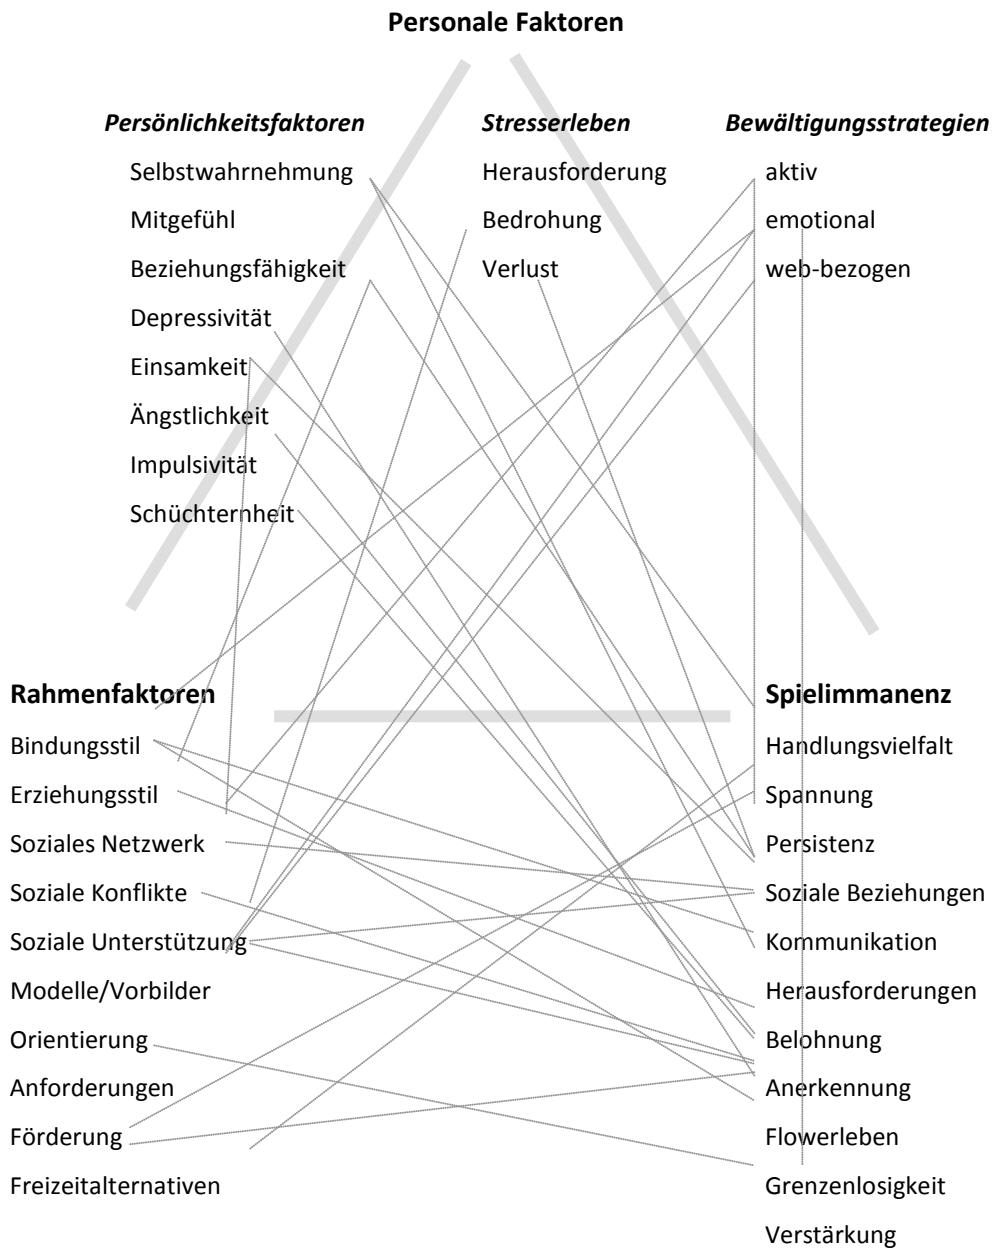 Personale Faktoren
Persönlichkeitsfaktoren Stresserleben Bewältigungsstrategien
Selbstwahrnehmung Herausforderung aktiv
Mitgefühl Bedrohung emotional
Beziehungsfähigkeit Verlust web-bezogen
Depressivität
Einsamkeit
Ängstlichkeit
Impulsivität
Schüchternheit
Rahmenfaktoren Spielimmanenz
Bindungsstil Handlungsvielfalt
Erziehungsstil Spannung
Soziales Netzwerk Persistenz
Soziale Konflikte Soziale Beziehungen
Soziale Unterstützung Kommunikation
Modelle/Vorbilder Herausforderungen
Orientierung Belohnung
Anforderungen Anerkennung
Förderung Flowerleben
Freizeitalternativen Grenzenlosigkeit
Verstärkung